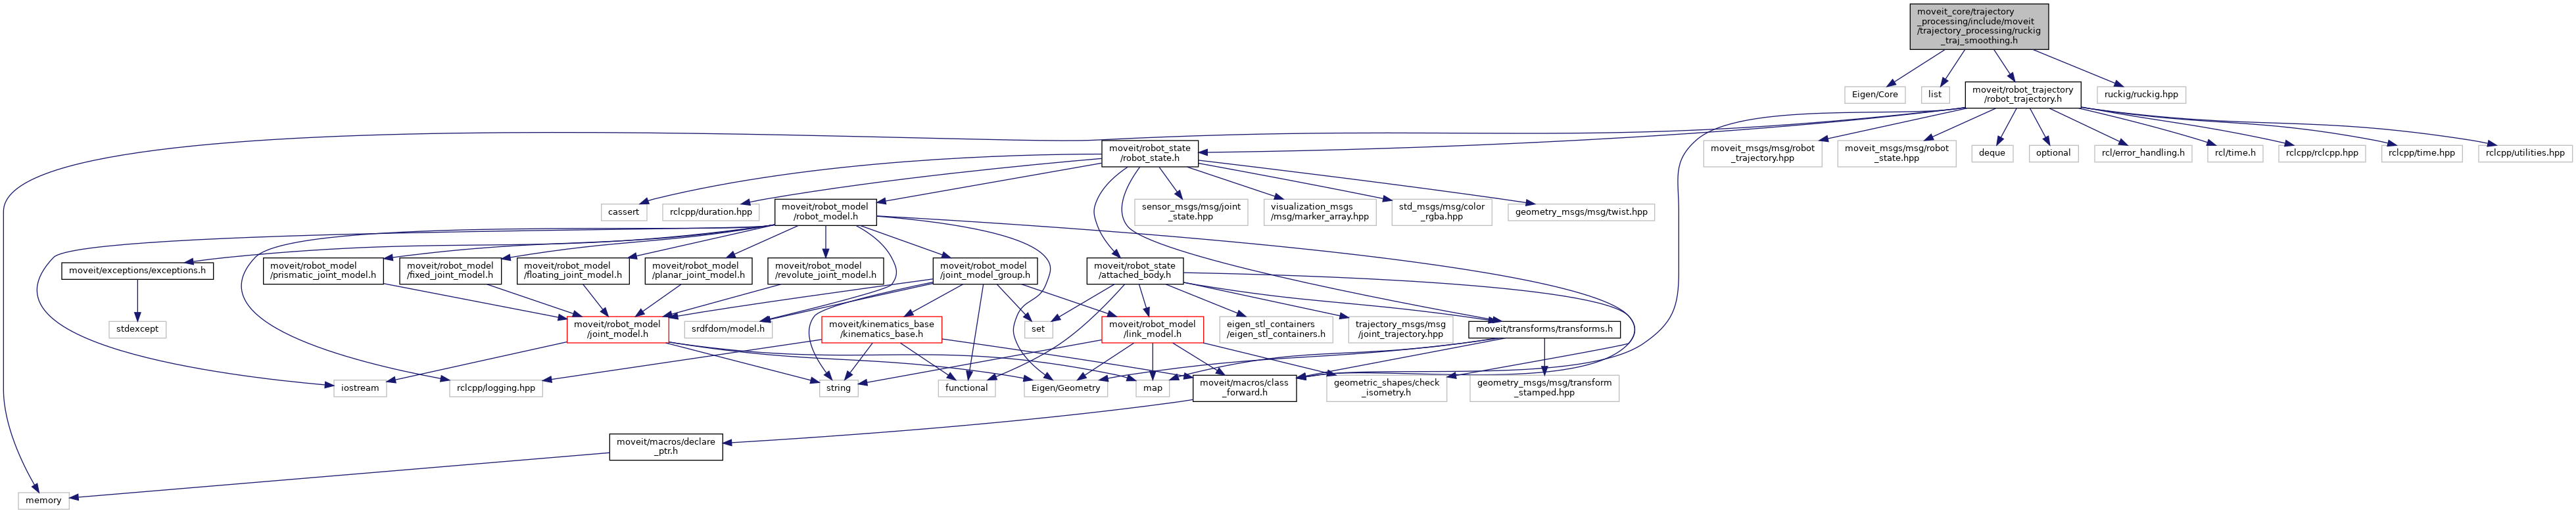 moveit_core/trajectory
_processing/include/moveit
/trajectory_processing/ruckig
_traj_smoothing.h
Eigen/Core
list
moveit/robot_trajectory
/robot_trajectory.h
ruckig/ruckig.hpp
moveit/robot_state
/robot_state.h
moveit_msgs/msg/robot
_trajectory.hpp
moveit_msgs/msg/robot
_state.hpp
deque
optional
rcl/error_handling.h
rcl/time.h
rclcpp/rclcpp.hpp
rclcpp/time.hpp
rclcpp/utilities.hpp
cassert
rclcpp/duration.hpp
moveit/robot_model
/robot_model.h
sensor_msgs/msg/joint
_state.hpp
visualization_msgs
/msg/marker_array.hpp
std_msgs/msg/color
_rgba.hpp
geometry_msgs/msg/twist.hpp
moveit/exceptions/exceptions.h
moveit/robot_model
/prismatic_joint_model.h
moveit/robot_model
/fixed_joint_model.h
moveit/robot_model
/floating_joint_model.h
moveit/robot_model
/planar_joint_model.h
moveit/robot_model
/revolute_joint_model.h
moveit/robot_model
/joint_model_group.h
moveit/robot_state
/attached_body.h
stdexcept
moveit/robot_model
/joint_model.h
srdfdom/model.h
moveit/kinematics_base
/kinematics_base.h
set
moveit/robot_model
/link_model.h
eigen_stl_containers
/eigen_stl_containers.h
trajectory_msgs/msg
/joint_trajectory.hpp
moveit/transforms/transforms.h
iostream
rclcpp/logging.hpp
string
functional
Eigen/Geometry
map
moveit/macros/class
_forward.h
geometric_shapes/check
_isometry.h
geometry_msgs/msg/transform
_stamped.hpp
moveit/macros/declare
_ptr.h
memory